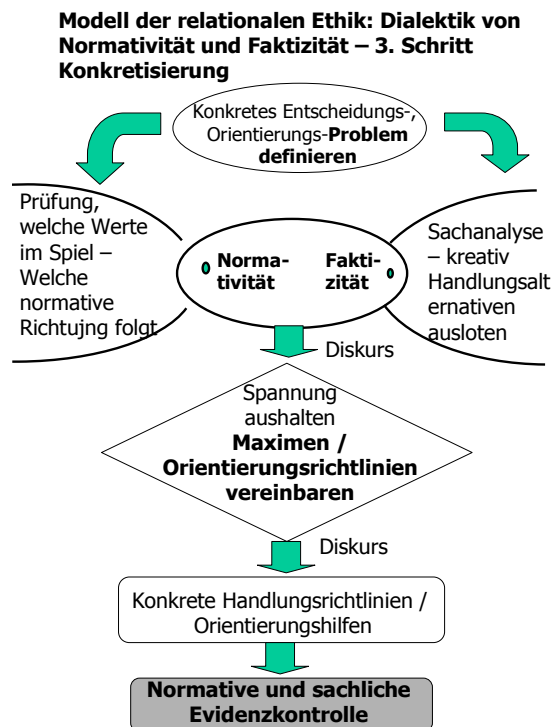 Modell der relationalen Ethik: Dialektik von
Normativität und Faktizität – 3. Schritt
Konkretisierung
Konkretes Entscheidungs-,
Orientierungs-Problem
definieren
Prüfung,
welche Werte
im Spiel –
Welche
normative
Richtujng folgt
Norma-
tivität
Fakti-
zität
Sachanalyse
– kreativ
Handlungsalt
ernativen
ausloten
Diskurs
Spannung
aushalten
Maximen /
Orientierungsrichtlinien
vereinbaren
Diskurs
Konkrete Handlungsrichtlinien /
Orientierungshilfen
Normative und sachliche
Evidenzkontrolle